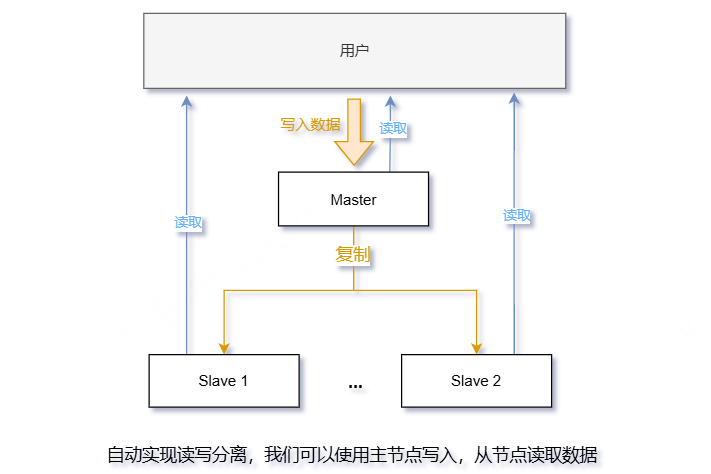 用户
写入数据
读取
Master
读取
读取
复制
Slave 1
...
Slave 2
自动实现读写分离，我们可以使用主节点写入，从节点读取数据